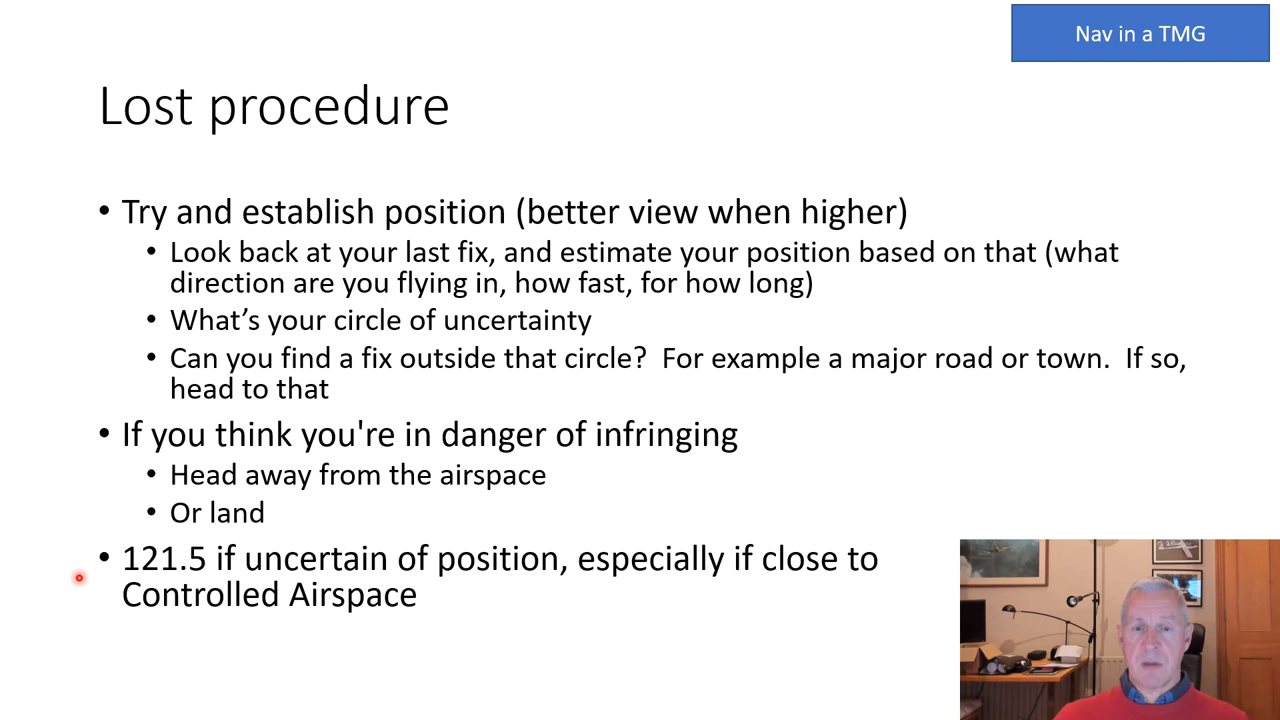 Nav in a TMG
Lost procedure
• Try and establish position (better view when higher)
• Look back at your last fix, and estimate your position based on that (what
direction are you flying in, how fast, for how long)
• What’s your circle of uncertainty
• Can you find a fix outside that circle?  For example a major road or town.  If so,
head to that
• If you think you're in danger of infringing
• Head away from the airspace
• Or land
• 121.5 if uncertain of position, especially if close to
Controlled Airspace